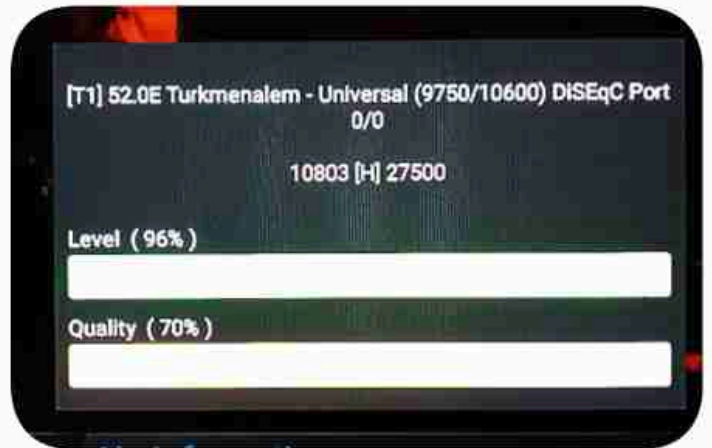 [T1] 52.0E Turkmenalem - Universal (9750/10600) DiSEqC Port
0/0
10803 [H] 27500
Level ( 96% )
Quality ( 70% )